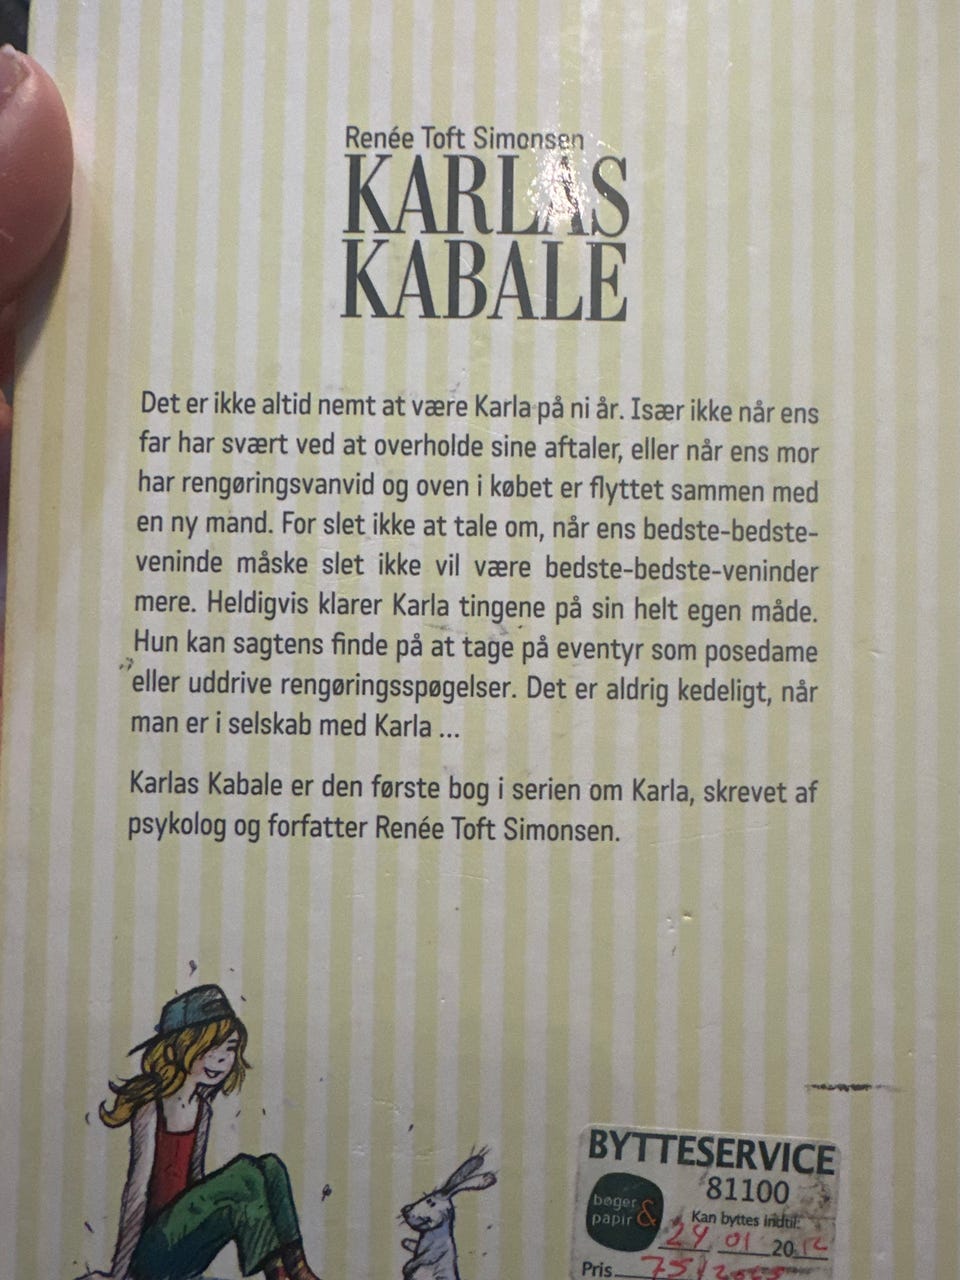 Renée Toft Simonsen
KARLAS
KABALE
Det er ikke altid nemt at være Karla på ni år. Især ikke når ens
far har svært ved at overholde sine aftaler, eller når ens mor
har rengøringsvanvid og oven i købet er flyttet sammen med
en ny mand. For slet ikke at tale om, når ens bedste-bedste-
veninde måske slet ikke vil være bedste-bedste-veninder
mere. Heldigvis klarer Karla tingene på sin helt egen måde.
Hun kan sagtens finde på at tage på eventyr som posedame
eller uddrive rengøringsspøgelser. Det er aldrig kedeligt, når
man er i selskab med Karla ...
Karlas Kabale er den første bog i serien om Karla, skrevet af
psykolog og forfatter Renée Toft Simonsen.
BYTTESERVICE
81100
bøger &
papir
Kan byttes indtil:
24 01 2012
Pris 75